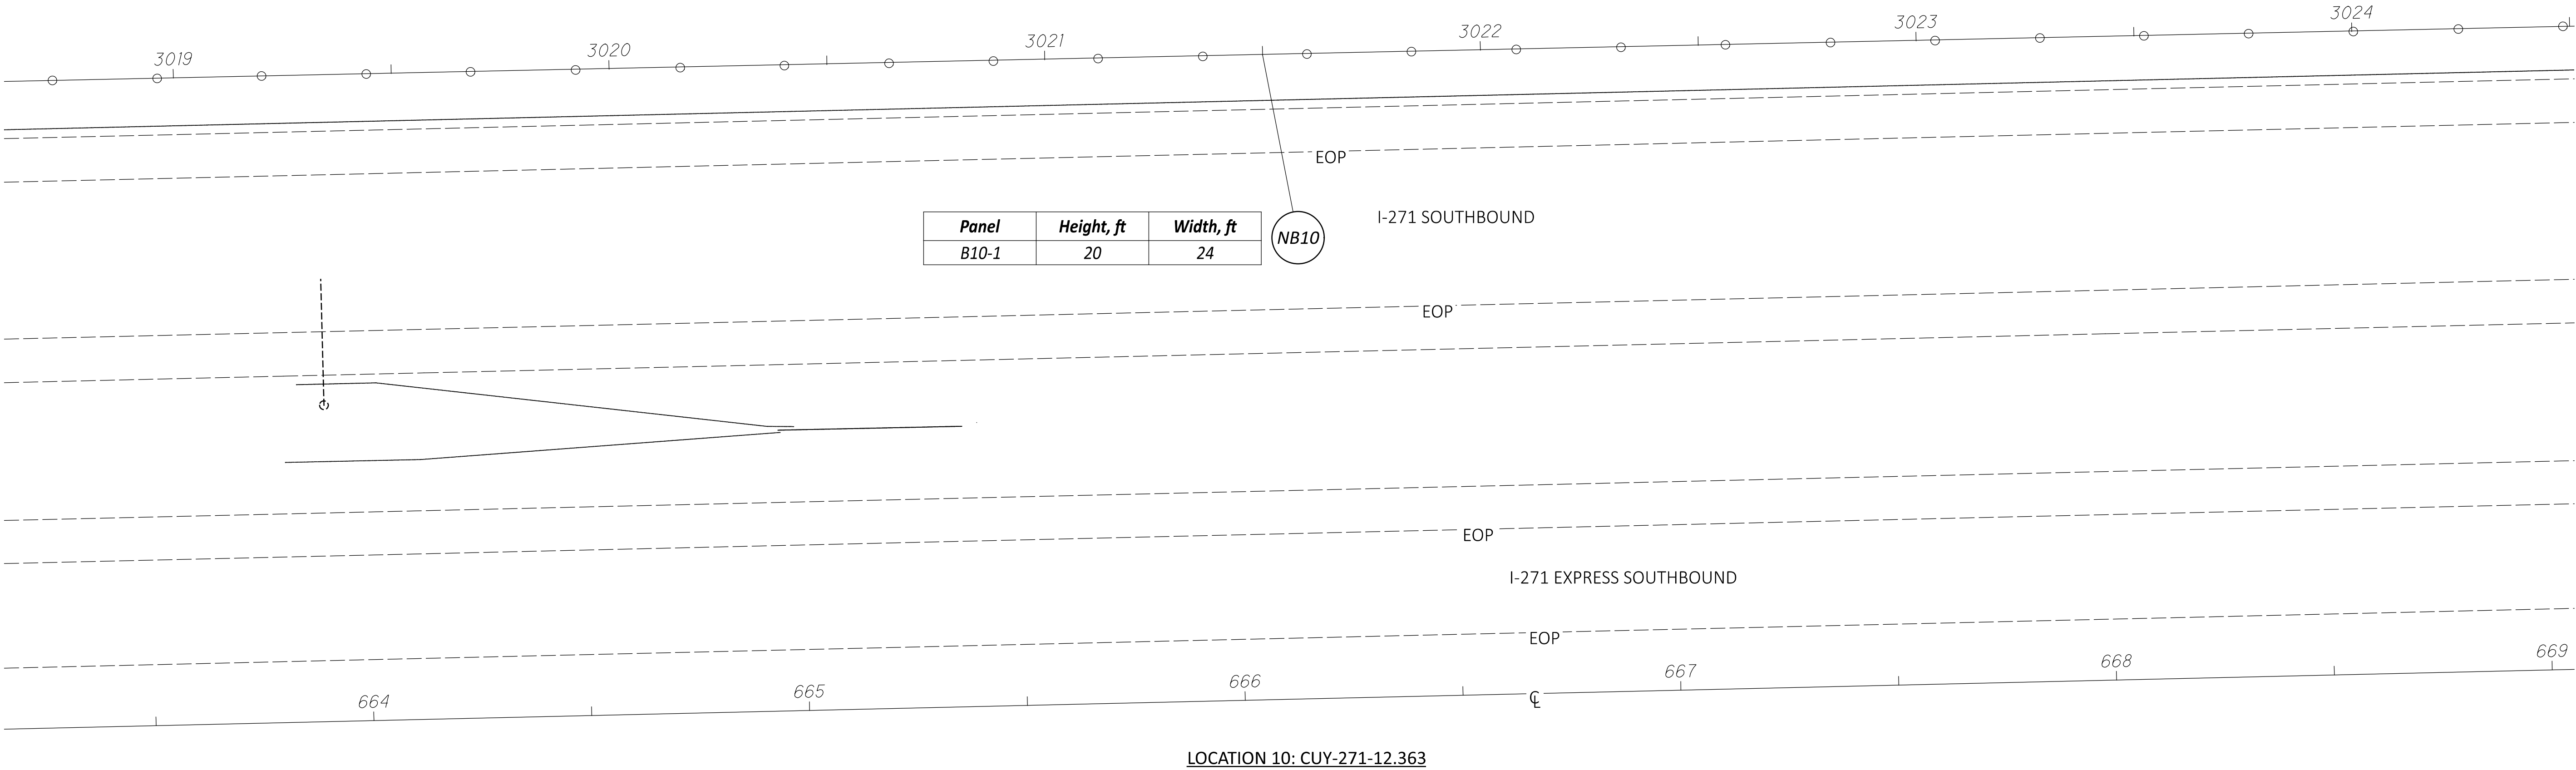 3019 3020 3021 3022 3023 3024
EOP
I-271 SOUTHBOUND
Panel Height, ft Width, ft
B10-1 20 24
NB10
EOP
EOP
I-271 EXPRESS SOUTHBOUND
EOP
664 665 666 667 668 669
℄
LOCATION 10: CUY-271-12.363